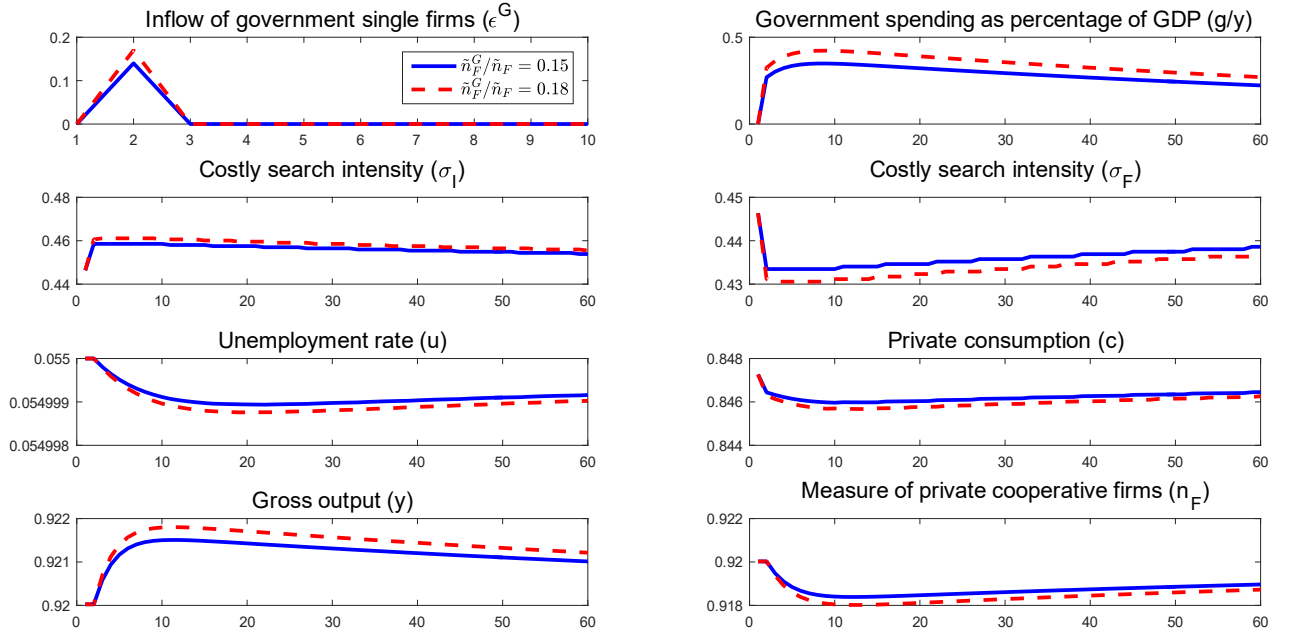 Inflow of government single firms (ϵ^G)
0.2
0.1
0
1 2 3 4 5 6 7 8 9 10
ñ_F^G/ñ_F = 0.15
ñ_F^G/ñ_F = 0.18
Government spending as percentage of GDP (g/y)
0.5
0
0 10 20 30 40 50 60
Costly search intensity (σ_I)
0.48
0.46
0.44
0 10 20 30 40 50 60
Costly search intensity (σ_F)
0.45
0.44
0.43
0 10 20 30 40 50 60
Unemployment rate (u)
0.055
0.054999
0.054998
0 10 20 30 40 50 60
Private consumption (c)
0.848
0.846
0.844
0 10 20 30 40 50 60
Gross output (y)
0.922
0.921
0.92
0 10 20 30 40 50 60
Measure of private cooperative firms (n_F)
0.922
0.92
0.918
0 10 20 30 40 50 60